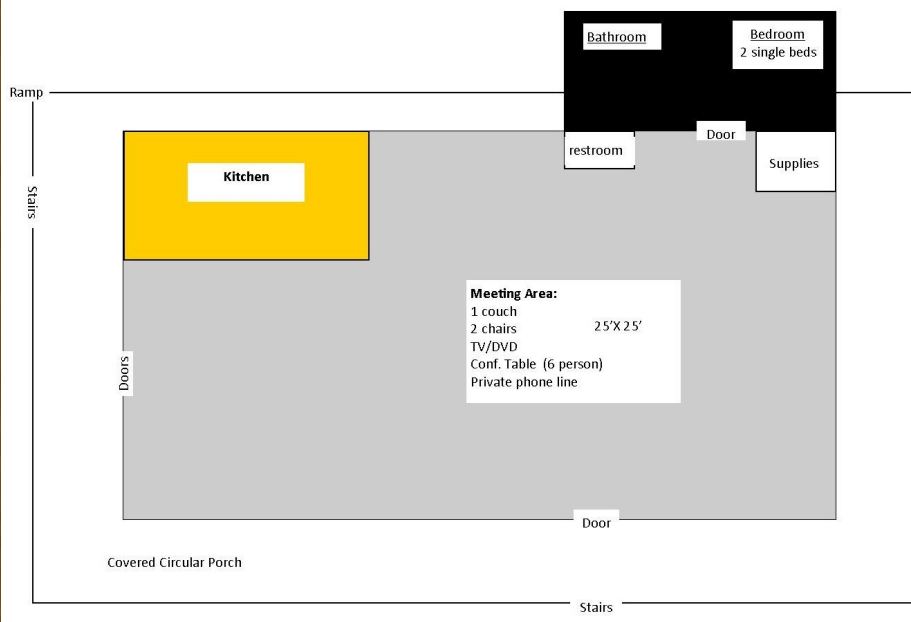 Bathroom
Bedroom
2 single beds
Ramp
Door
restroom
Supplies
Kitchen
Stairs
Meeting Area:
1 couch
2 chairs
25’X 25’
TV/DVD
Conf. Table  (6 person)
Private phone line
Doors
Door
Covered Circular Porch
Stairs